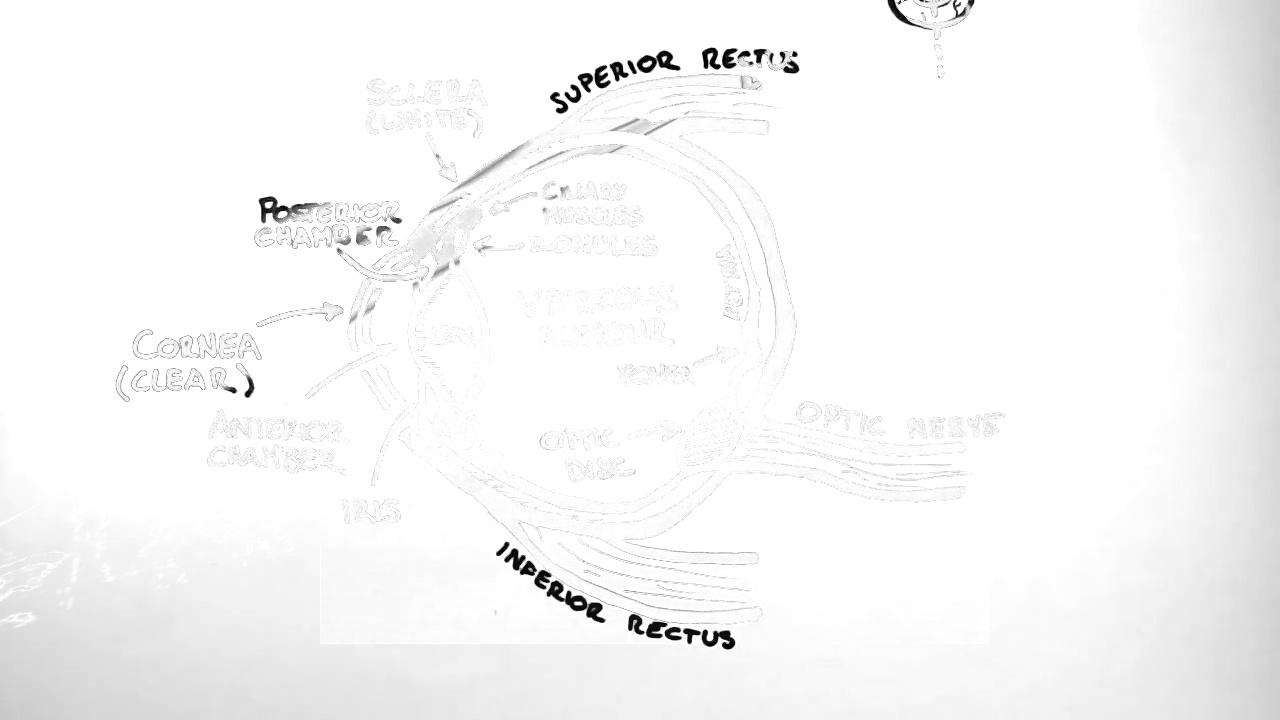 SUPERIOR RECTUS
SCLERA
(WHITE)
POSTERIOR
CHAMBER
CILIARY
MUSCLES
ZONULES
RETINA
VITREOUS
HUMOUR
LENS
CORNEA
(CLEAR)
FOVEA
ANTERIOR
CHAMBER
OPTIC
DISC
OPTIC NERVE
IRIS
INFERIOR RECTUS